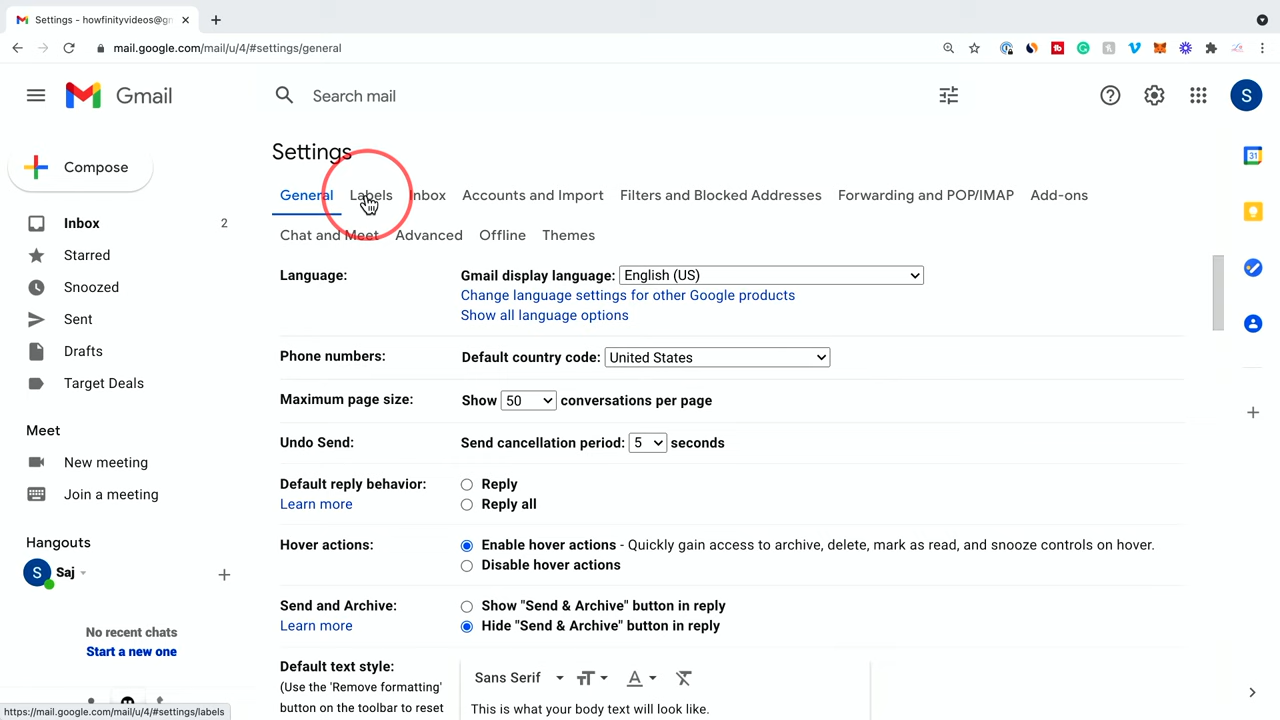 Settings - howfinityvideos@gn
mail.google.com/mail/u/4/#settings/general
Gmail
Search mail
S
Compose
Settings
31
General Labels Inbox Accounts and Import Filters and Blocked Addresses Forwarding and POP/IMAP Add-ons
Chat and Meet Advanced Offline Themes
Inbox 2
Starred
Snoozed
Sent
Drafts
Target Deals
Meet
New meeting
Join a meeting
Hangouts
S Saj
No recent chats
Start a new one
Language: Gmail display language: English (US)
Change language settings for other Google products
Show all language options
Phone numbers: Default country code: United States
Maximum page size: Show 50 conversations per page
Undo Send: Send cancellation period: 5 seconds
Default reply behavior: Reply
Learn more Reply all
Hover actions: Enable hover actions - Quickly gain access to archive, delete, mark as read, and snooze controls on hover.
Disable hover actions
Send and Archive: Show "Send & Archive" button in reply
Learn more Hide "Send & Archive" button in reply
Default text style: Sans Serif
(Use the 'Remove formatting'
button on the toolbar to reset This is what your body text will look like.
https://mail.google.com/mail/u/4/#settings/labels